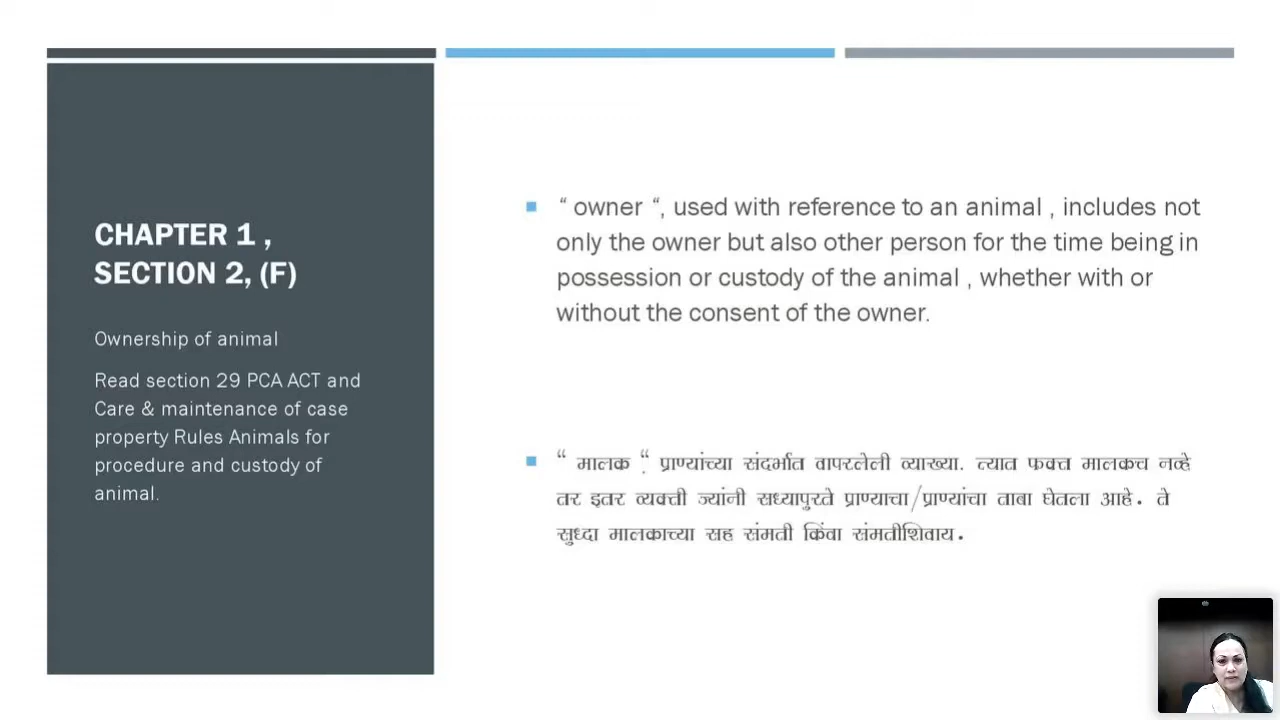 CHAPTER 1 ,
SECTION 2, (F)
Ownership of animal
Read section 29 PCA ACT and
Care & maintenance of case
property Rules Animals for
procedure and custody of
animal.
“ owner “, used with reference to an animal , includes not
only the owner but also other person for the time being in
possession or custody of the animal , whether with or
without the consent of the owner.
“ मालक “. प्राण्यांच्या संदर्भात वापरलेली व्याख्या. त्यात फक्त मालकच नव्हे
तर इतर व्यक्ती ज्यांनी सध्यापुरते प्राण्याचा/प्राण्यांचा ताबा घेतला आहे. ते
सुध्दा मालकाच्या सह संमती किंवा संमतीशिवाय.